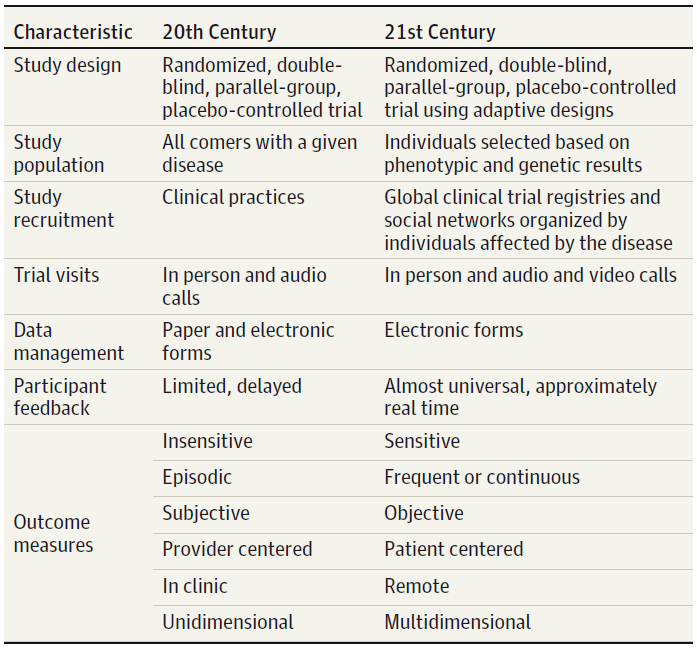 Characteristic 20th Century 21st Century
Study design Randomized, double- Randomized, double-blind,
blind, parallel-group, parallel-group, placebo-controlled
placebo-controlled trial trial using adaptive designs
Study All comers with a given Individuals selected based on
population disease phenotypic and genetic results
Study Clinical practices Global clinical trial registries and
recruitment social networks organized by
individuals affected by the disease
Trial visits In person and audio In person and audio and video calls
calls
Data Paper and electronic Electronic forms
management forms
Participant Limited, delayed Almost universal, approximately
feedback real time
Outcome
measures
Insensitive Sensitive
Episodic Frequent or continuous
Subjective Objective
Provider centered Patient centered
In clinic Remote
Unidimensional Multidimensional